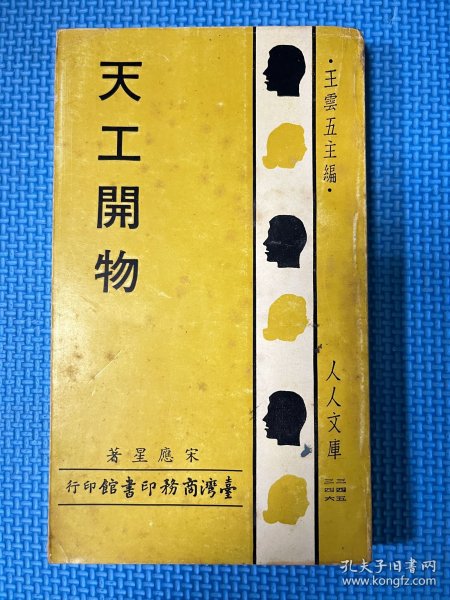 天工開物
·王雲五主編·
人人文庫
三四五
三四六
宋應星著
臺灣商務印書館印行
孔夫子旧书网
www.kongfz.com